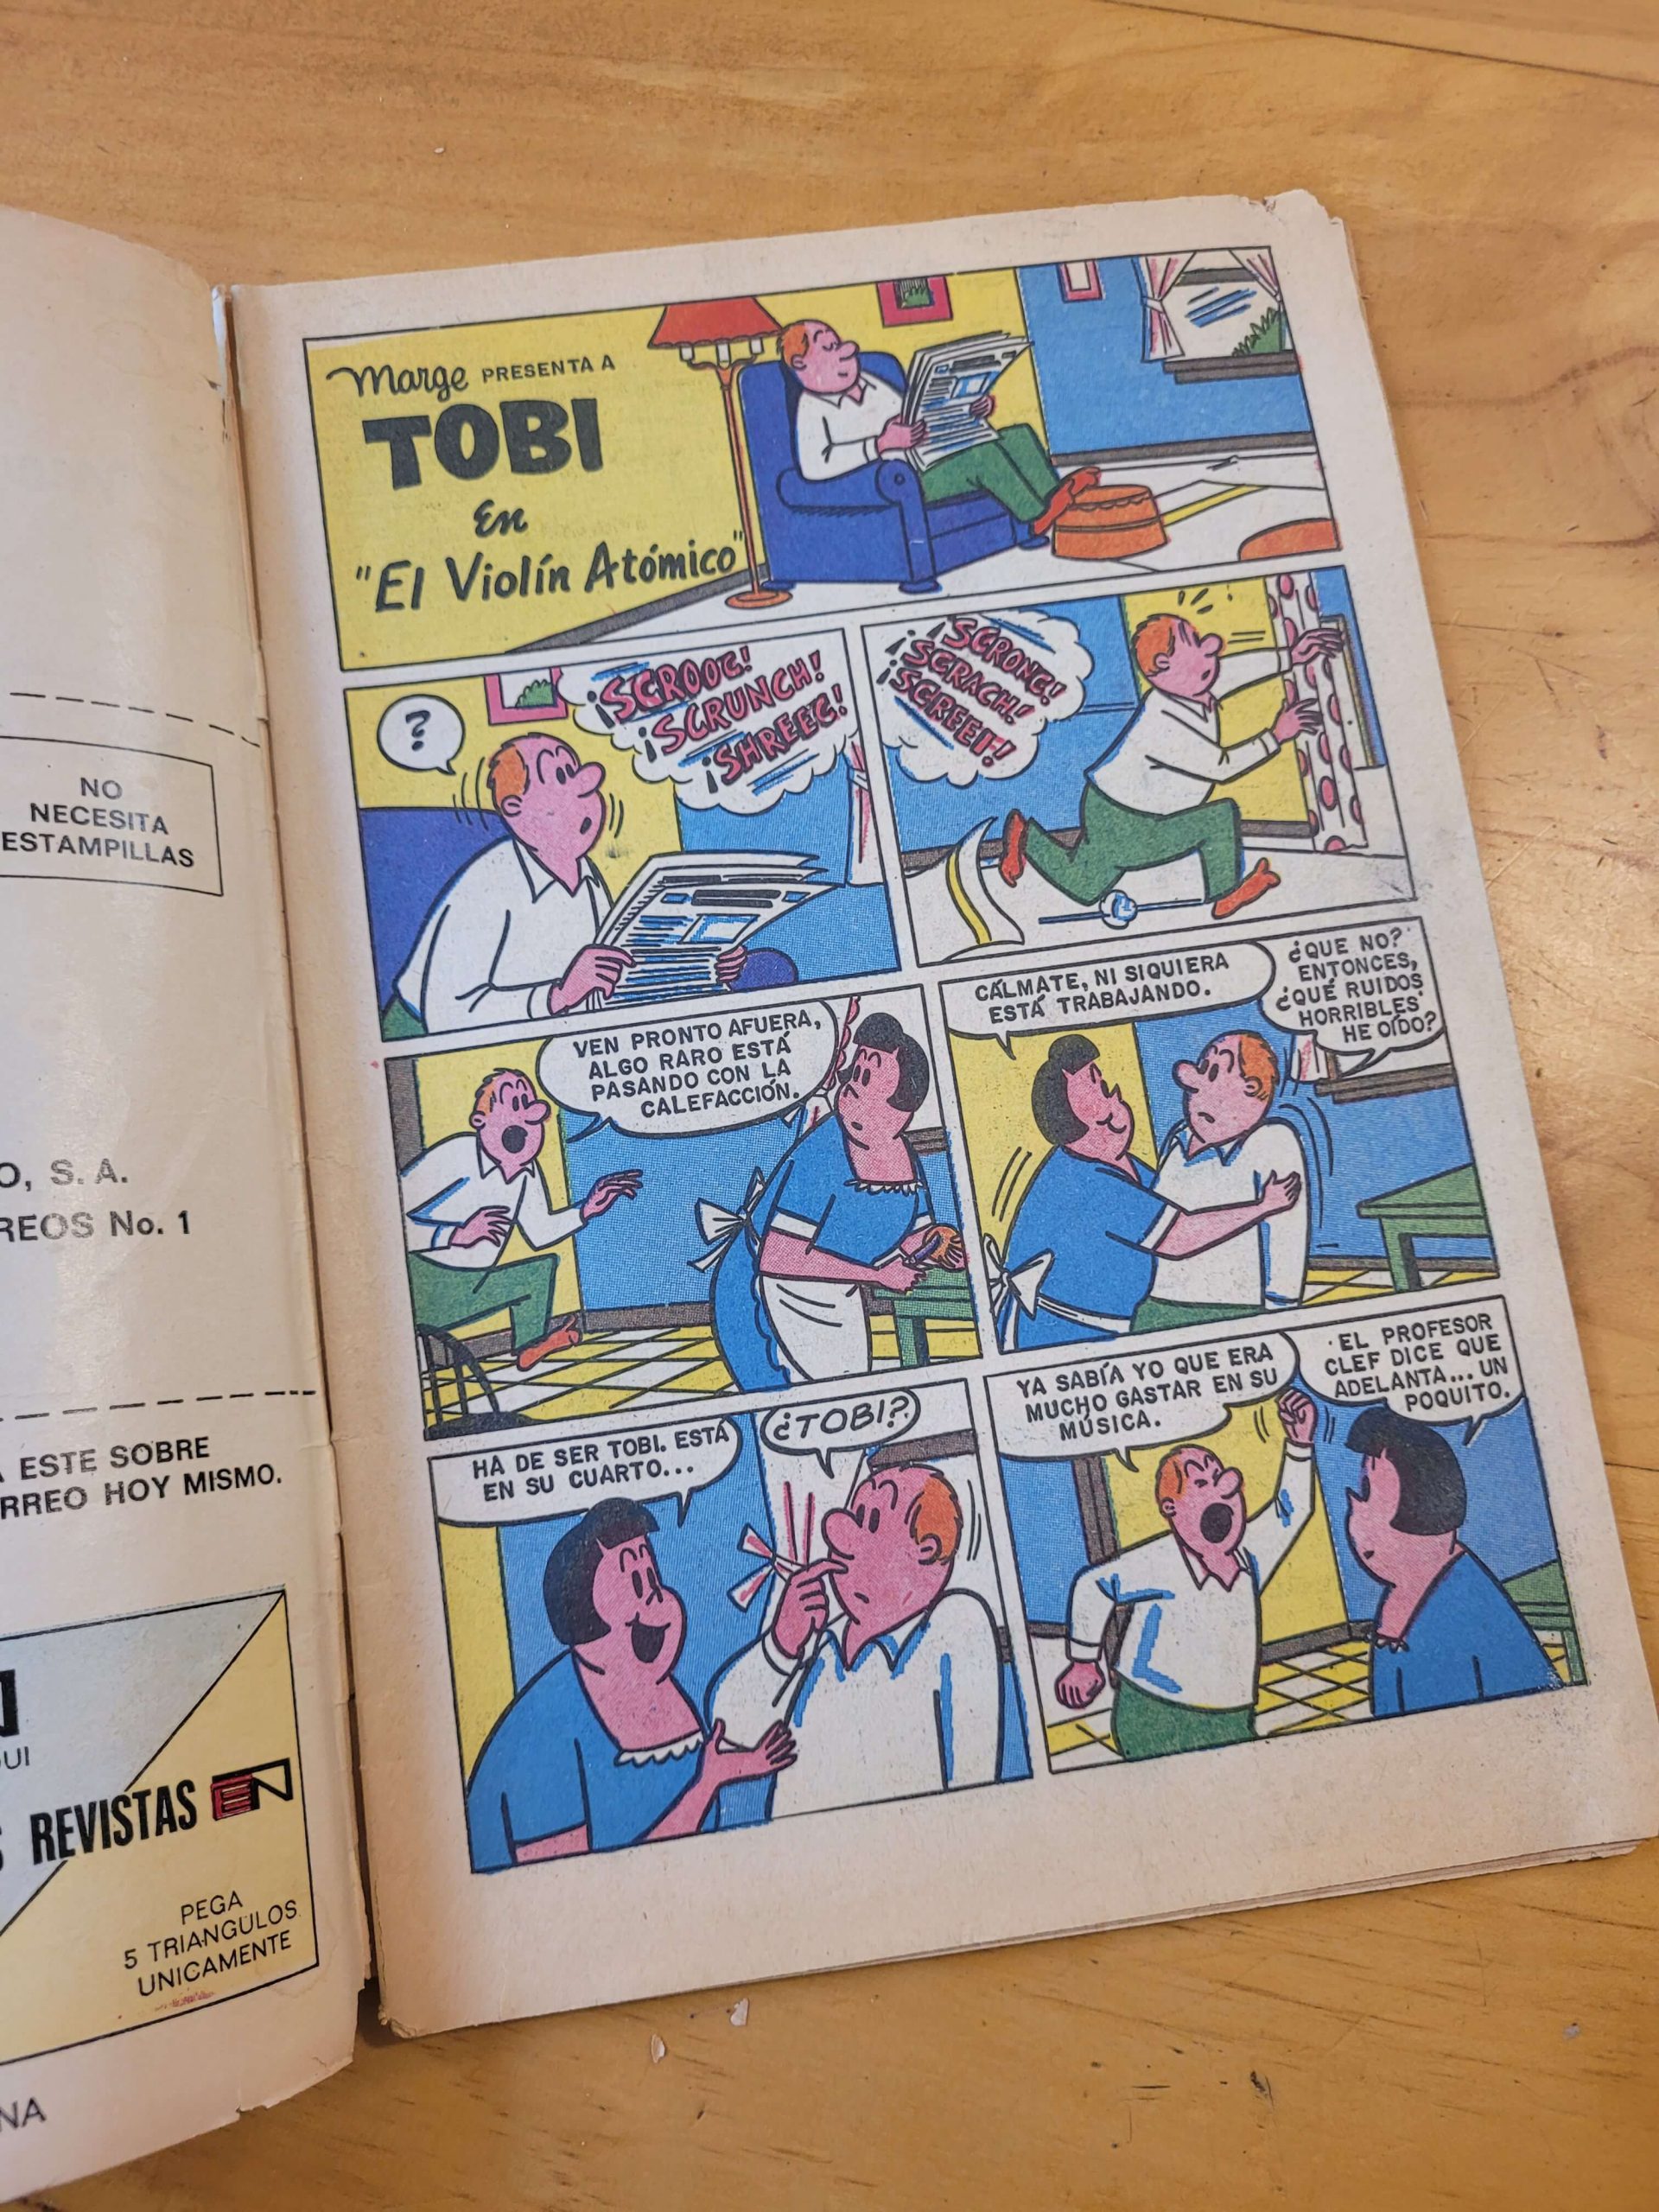 NO
NECESITA
ESTAMPILLAS
O, S. A.
REOS No. 1
ESTE SOBRE
RREO HOY MISMO.
REVISTAS EN
PEGA
5 TRIANGULOS
UNICAMENTE
NA
Marge PRESENTA A
TOBI
En
"El Violín Atómico"
?
¡SCROOG!
¡SCRUNCH!
¡SHREEG!
¡SCRONG!
¡SCRACH!
¡SCREEI!
VEN PRONTO AFUERA,
ALGO RARO ESTÁ
PASANDO CON LA
CALEFACCIÓN.
CÁLMATE, NI SIQUIERA
ESTÁ TRABAJANDO.
¿QUE NO?
ENTONCES,
¿QUÉ RUIDOS
HORRIBLES
HE OÍDO?
HA DE SER TOBI. ESTÁ
EN SU CUARTO...
¿TOBI?
YA SABÍA YO QUE ERA
MUCHO GASTAR EN SU
MÚSICA.
EL PROFESOR
CLEF DICE QUE
ADELANTA... UN
POQUITO.